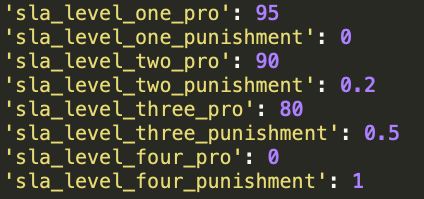 'sla_level_one_pro': 95
'sla_level_one_punishment': 0
'sla_level_two_pro': 90
'sla_level_two_punishment': 0.2
'sla_level_three_pro': 80
'sla_level_three_punishment': 0.5
'sla_level_four_pro': 0
'sla_level_four_punishment': 1